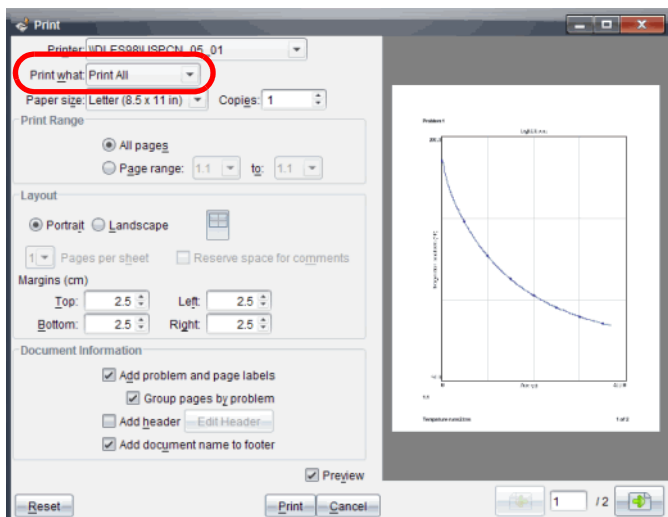 Print
Printer: \\DLES98\USPCN_05_01
Print what: Print All
Paper size: Letter (8.5 x 11 in) Copies: 1
Print Range
All pages
Page range: 1.1 to: 1.1
Layout
Portrait Landscape
1 Pages per sheet Reserve space for comments
Margins (cm)
Top: 2.5 Left: 2.5
Bottom: 2.5 Right: 2.5
Document Information
Add problem and page labels
Group pages by problem
Add header Edit Header
Add document name to footer
Preview
Reset Print Cancel
Problem 1
0
1 of 2
1 / 2